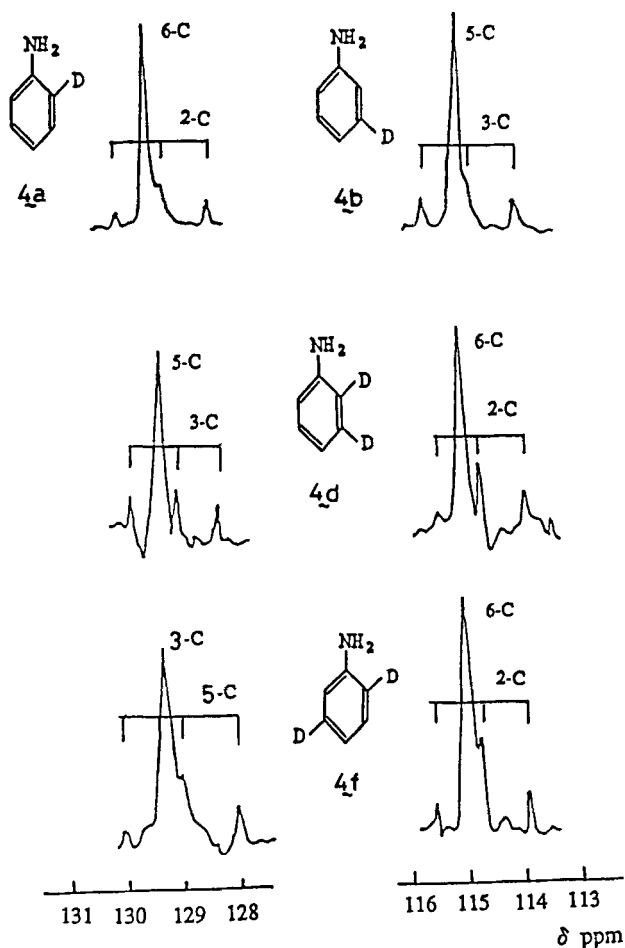 NH₂
D
4a
6-C
2-C
NH₂
D
4b
5-C
3-C
5-C
3-C
NH₂
D
D
4d
6-C
2-C
3-C
5-C
NH₂
D
D
4f
6-C
2-C
131 130 129 128
116 115 114 113
δ ppm